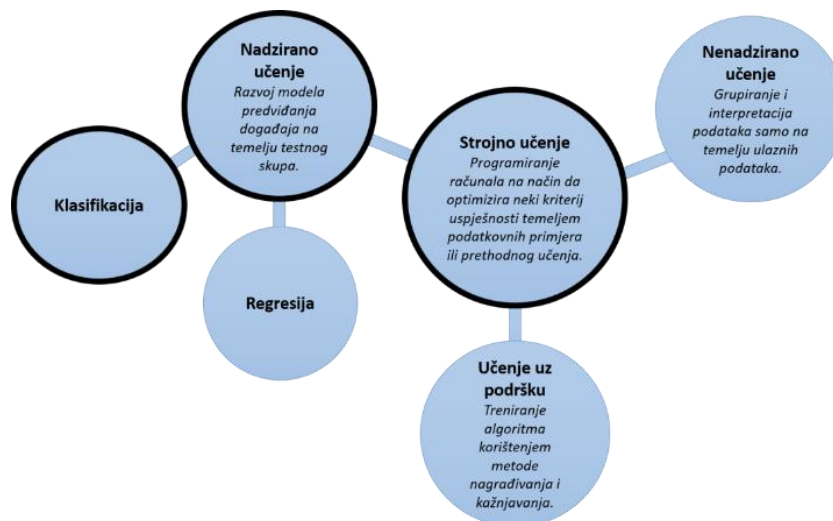 Nadzirano
učenje
Razvoj modela
predviđanja
događaja na
temelju testnog
skupa.
Klasifikacija
Regresija
Strojno učenje
Programiranje
računala na način da
optimizira neki kriterij
uspješnosti temeljem
podatkovnih primjera
ili prethodnog učenja.
Nenadzirano
učenje
Grupiranje i
interpretacija
podataka samo na
temelju ulaznih
podataka.
Učenje uz
podršku
Treniranje
algoritma
korištenjem
metode
nagrađivanja i
kažnjavanja.